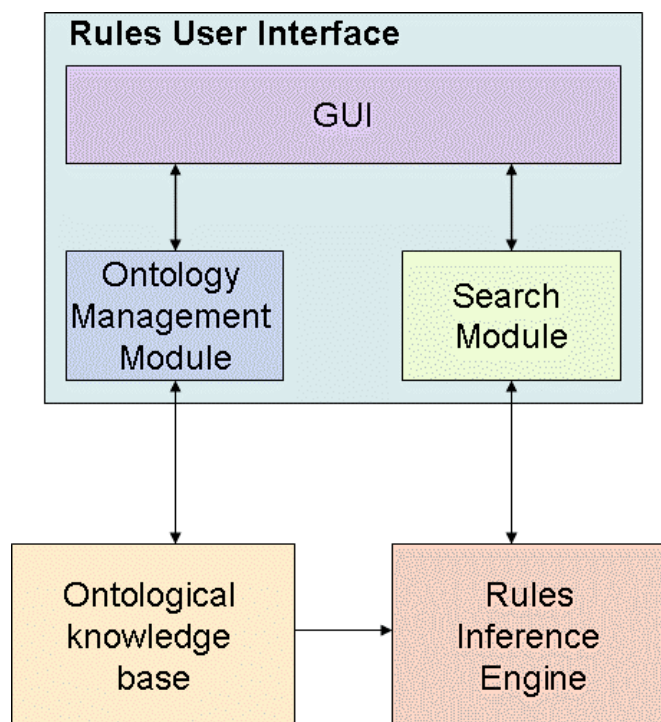 Rules User Interface
GUI
Ontology
Management
Module
Search
Module
Ontological
knowledge
base
Rules
Inference
Engine